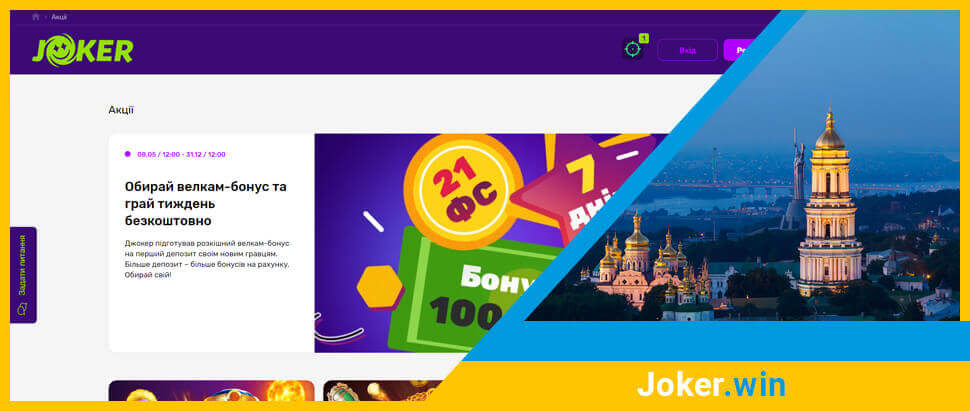 Акції
JOKER
1
Вхід
Ре
Акції
09.05 / 12:00 - 31.12 / 12:00
Обирай велкам-бонус та
грай тиждень
безкоштовно
Джокер підготував розкішний велкам-бонус
на перший депозит своїм новим гравцям.
Більше депозит – більше бонусів на рахунку.
Обирай свій!
21
ФС
7
дні
Бону
100
Задати питання
Joker.win